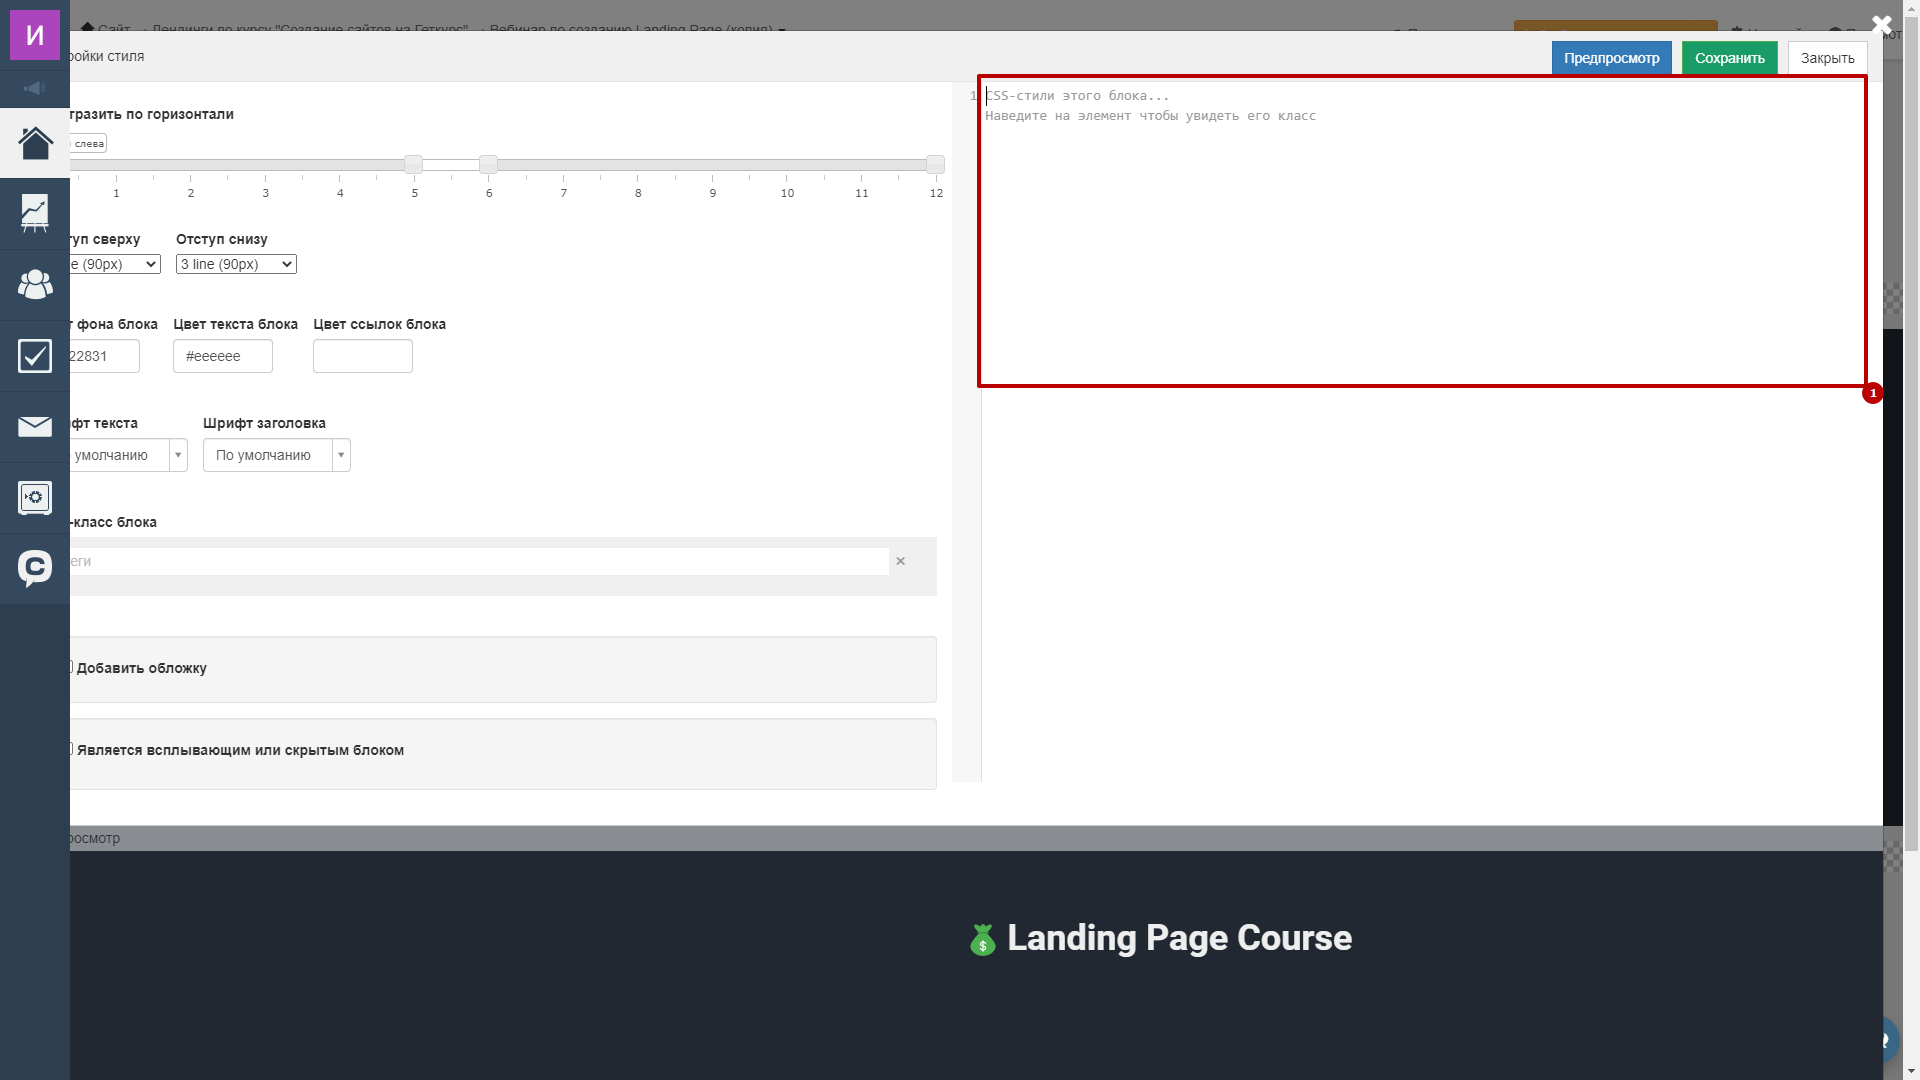 И
Сайт → Лендинги по курсу "Создание сайтов на Геткурс" → Вебинар по созданию Landing Page (копия)
ройки стиля
Предпросмотр
Сохранить
Закрыть
тразить по горизонтали
слева
1 2 3 4 5 6 7 8 9 10 11 12
туп сверху Отступ снизу
e (90px) 3 line (90px)
т фона блока Цвет текста блока Цвет ссылок блока
22831 #eeeeee
ифт текста Шрифт заголовка
умолчанию По умолчанию
-класс блока
еги ×
Добавить обложку
Является всплывающим или скрытым блоком
1 CSS-стили этого блока...
Наведите на элемент чтобы увидеть его класс
1
росмотр
Landing Page Course